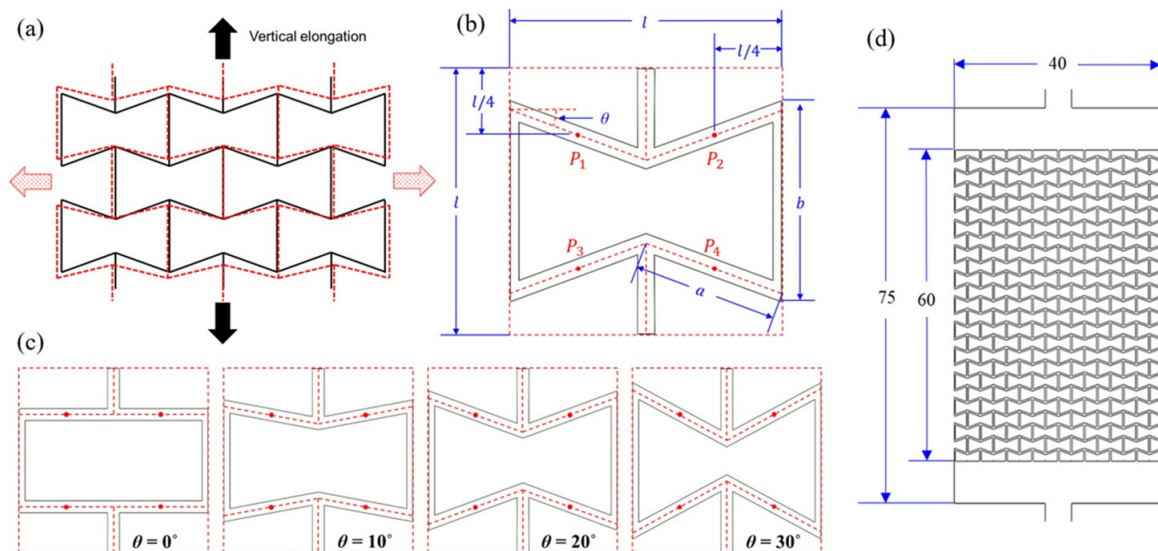 (a)
Vertical elongation
(b)
l
l/4
l/4
θ
P₁
P₂
l
b
P₃
P₄
a
(c)
θ = 0°
θ = 10°
θ = 20°
θ = 30°
(d)
40
75
60